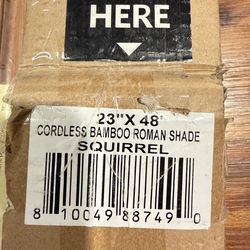 HERE
23"X 48"
CORDLESS BAMBOO ROMAN SHADE
SQUIRREL
8 10049 88749 0